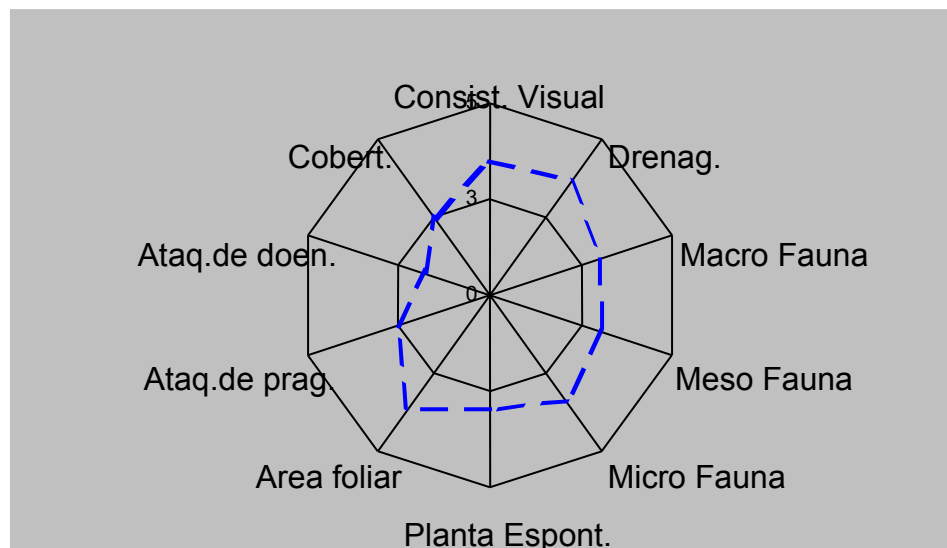 Consist. Visual
5
Cobert.
Drenag.
3
Ataq.de doen.
Macro Fauna
0
Ataq.de prag.
Meso Fauna
Area foliar
Micro Fauna
Planta Espont.